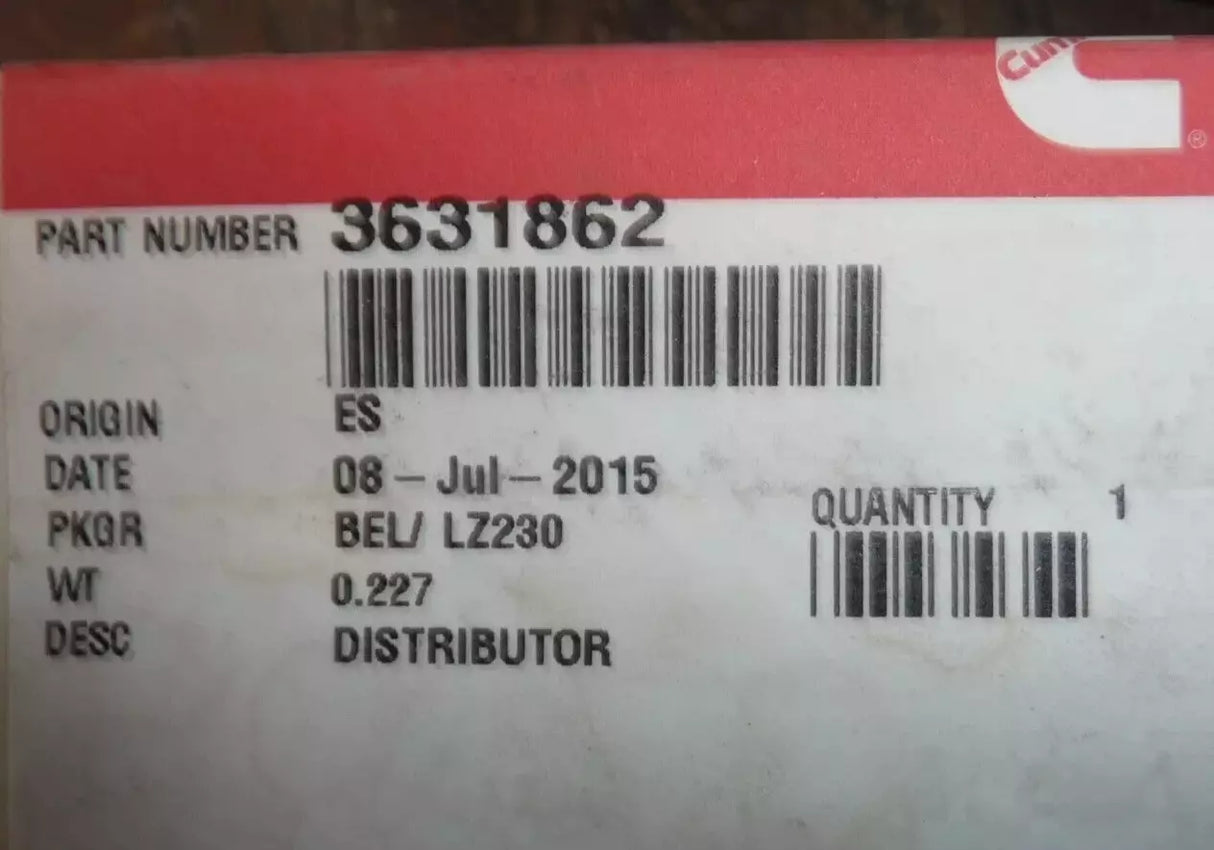 Cum
®
PART NUMBER 3631862
ORIGIN ES
DATE 08-Jul-2015
PKGR BEL/ LZ230
QUANTITY 1
WT 0.227
DESC DISTRIBUTOR